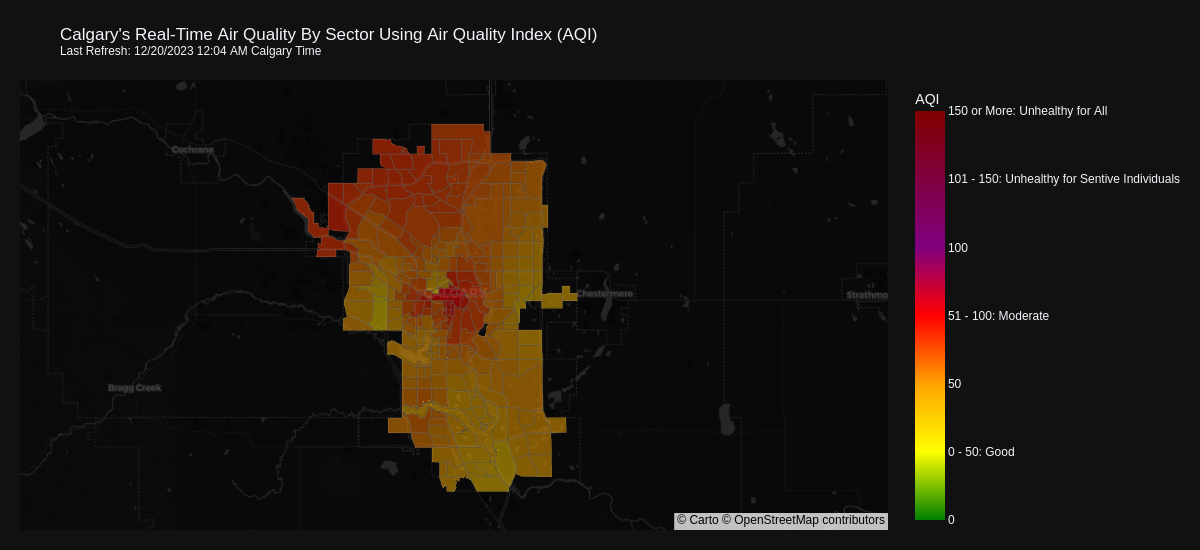 Calgary's Real-Time Air Quality By Sector Using Air Quality Index (AQI)
Last Refresh: 12/20/2023 12:04 AM Calgary Time
AQI
150 or More: Unhealthy for All
Cochrane
101 - 150: Unhealthy for Sentive Individuals
100
CALGARY
Chestermere
Strathmo
51 - 100: Moderate
50
Bragg Creek
0 - 50: Good
© Carto © OpenStreetMap contributors
0